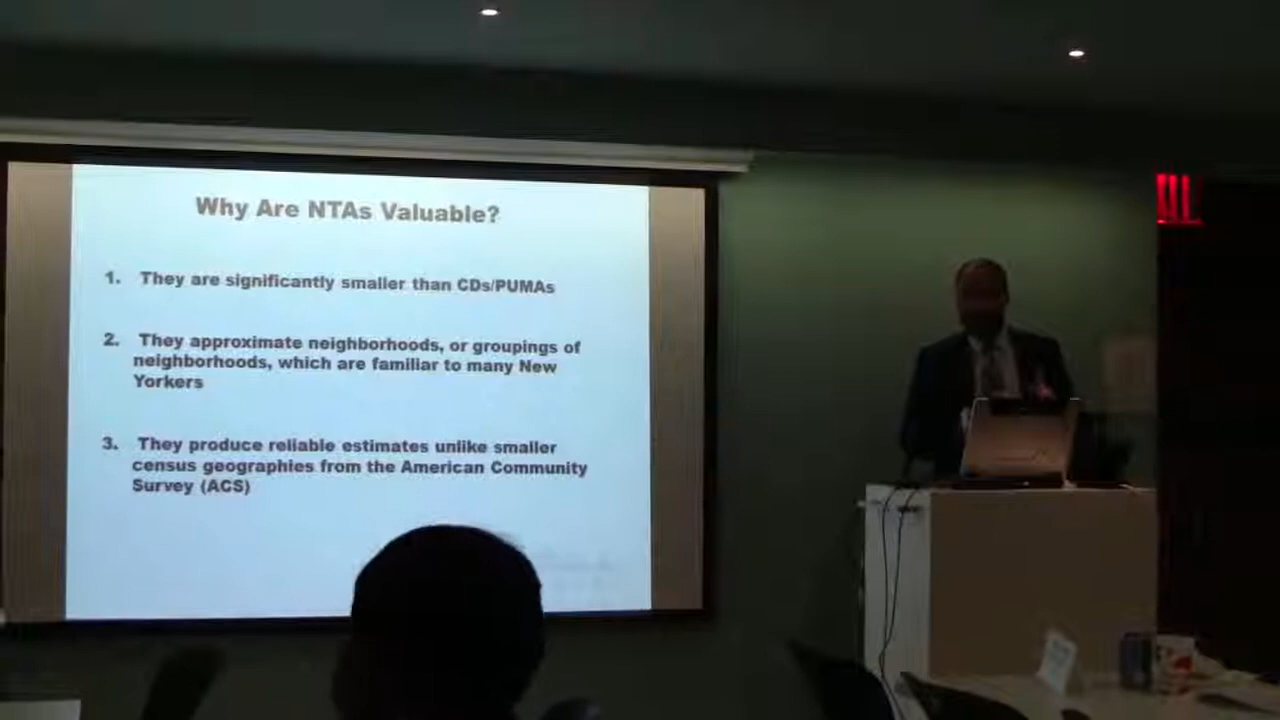 Why Are NTAs Valuable?
1. They are significantly smaller than CDs/PUMAs
2. They approximate neighborhoods, or groupings of
neighborhoods, which are familiar to many New
Yorkers
3. They produce reliable estimates unlike smaller
census geographies from the American Community
Survey (ACS)